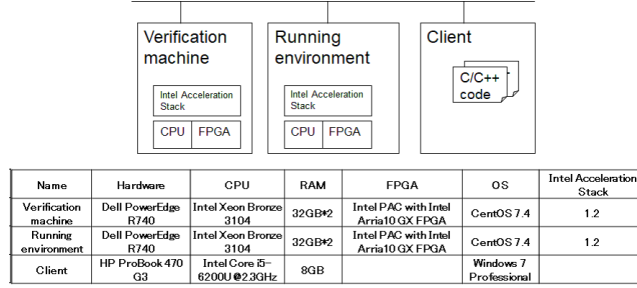 Verification
machine
Intel Acceleration
Stack
CPU FPGA
Running
environment
Intel Acceleration
Stack
CPU FPGA
Client
C/C++
code
Name Hardware CPU RAM FPGA OS Intel Acceleration
Stack
Verification
machine Dell PowerEdge
R740 Intel Xeon Bronze
3104 32GB*2 Intel PAC with Intel
Arria10 GX FPGA CentOS 7.4 1.2
Running
environment Dell PowerEdge
R740 Intel Xeon Bronze
3104 32GB*2 Intel PAC with Intel
Arria10 GX FPGA CentOS 7.4 1.2
Client HP ProBook 470
G3 Intel Core i5-
6200U @2.3GHz 8GB Windows 7
Professional